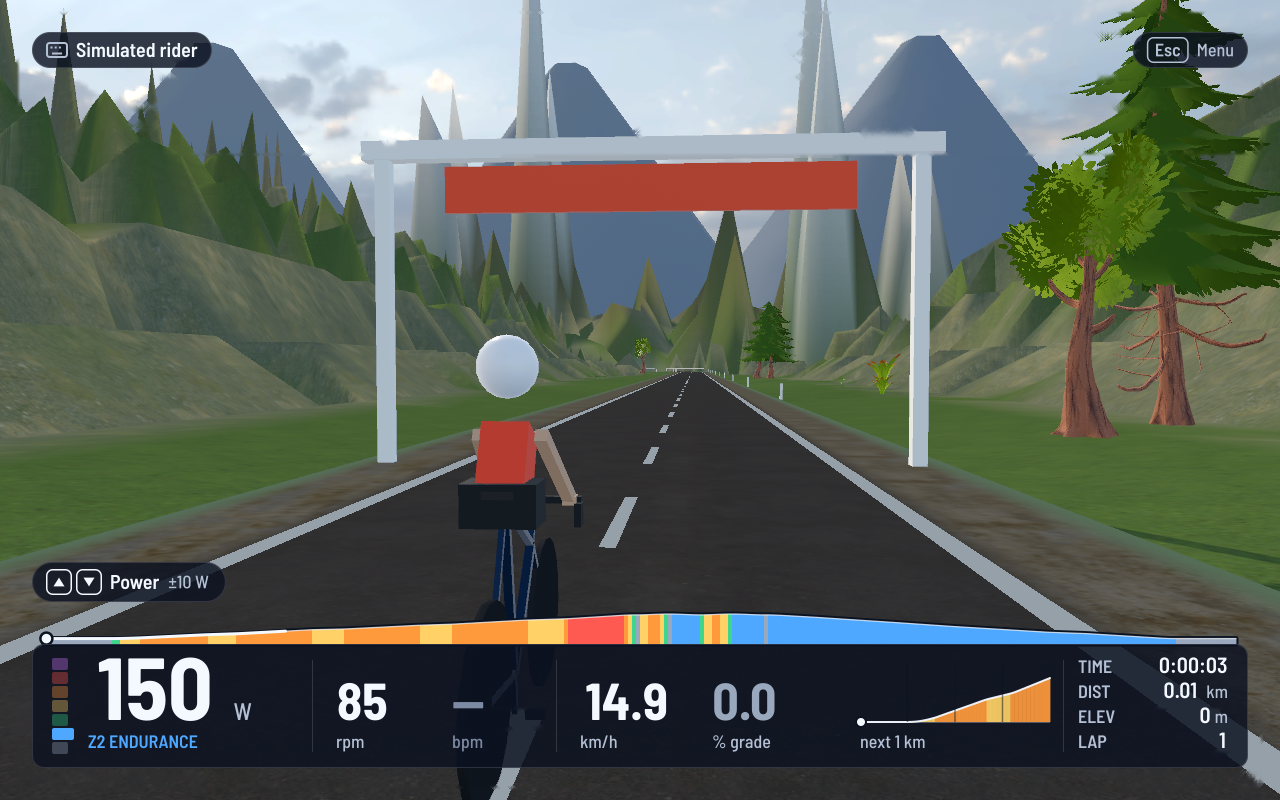 Simulated rider
Esc Menu
Power ±10 W
150 W
Z2 ENDURANCE
85
rpm
—
bpm
14.9
km/h
0.0
% grade
next 1 km
TIME 0:00:03
DIST 0.01 km
ELEV 0 m
LAP 1